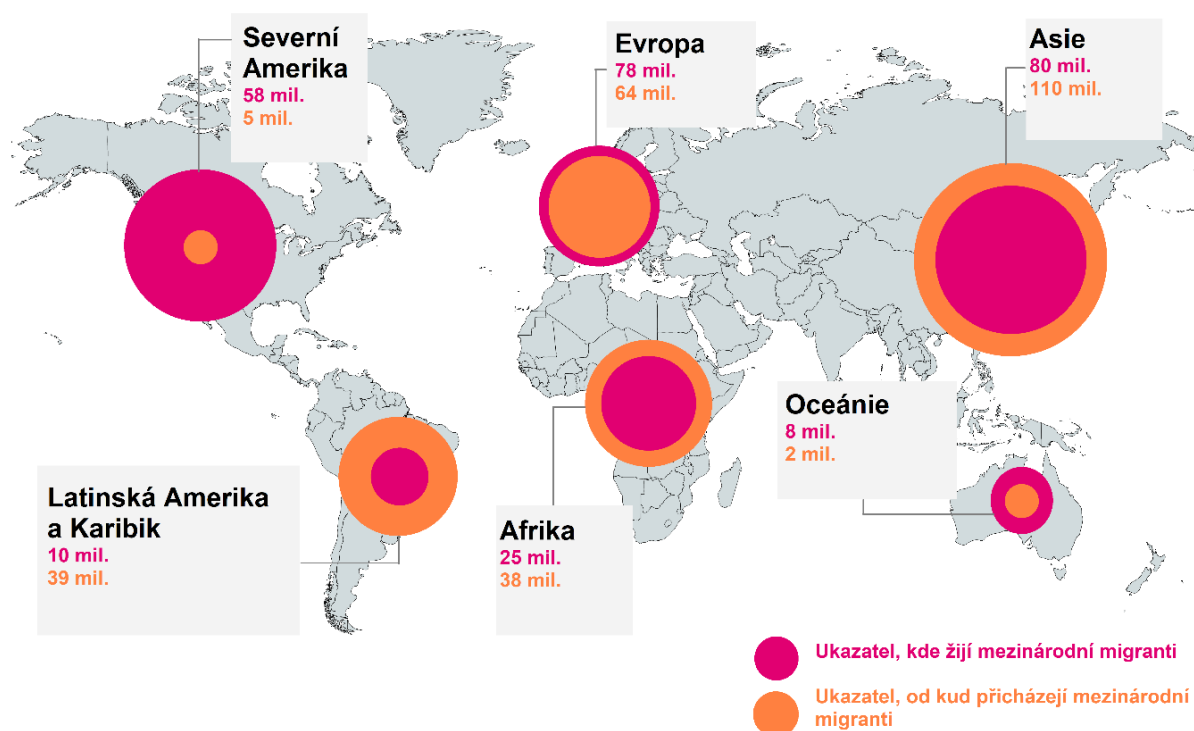 Severní
Amerika
58 mil.
5 mil.
Evropa
78 mil.
64 mil.
Asie
80 mil.
110 mil.
Oceánie
8 mil.
2 mil.
Latinská Amerika
a Karibik
10 mil.
39 mil.
Afrika
25 mil.
38 mil.
Ukazatel, kde žijí mezinárodní migranti
Ukazatel, od kud přicházejí mezinárodní
migranti